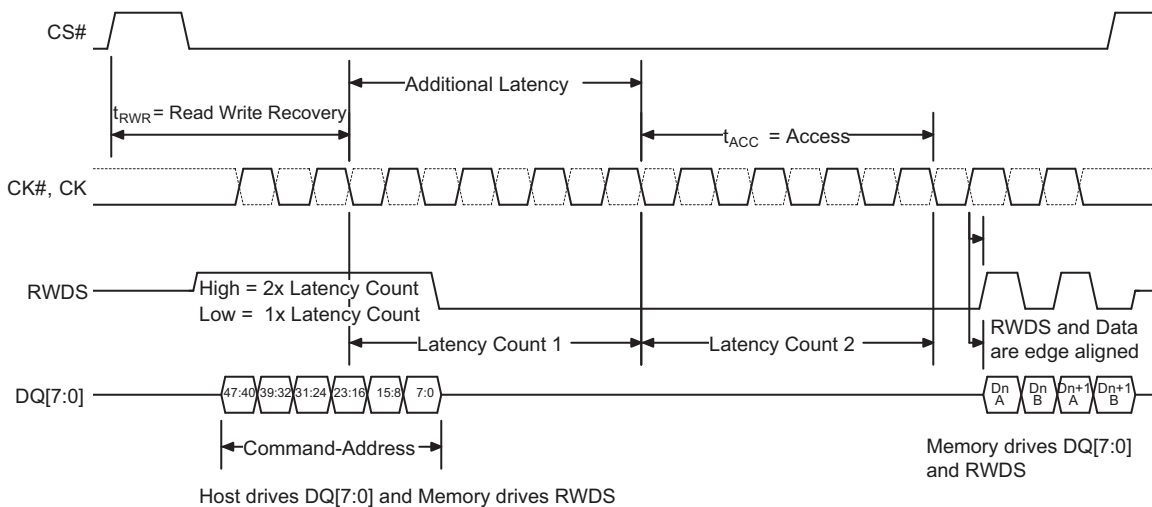 CS#
Additional Latency
tRWR = Read Write Recovery
tACC = Access
CK#, CK
RWDS
High = 2x Latency Count
Low = 1x Latency Count
RWDS and Data
are edge aligned
Latency Count 1
Latency Count 2
DQ[7:0]
47:40 39:32 31:24 23:16 15:8 7:0
Dn
A
Dn
B
Dn+1
A
Dn+1
B
Command-Address
Memory drives DQ[7:0]
and RWDS
Host drives DQ[7:0] and Memory drives RWDS